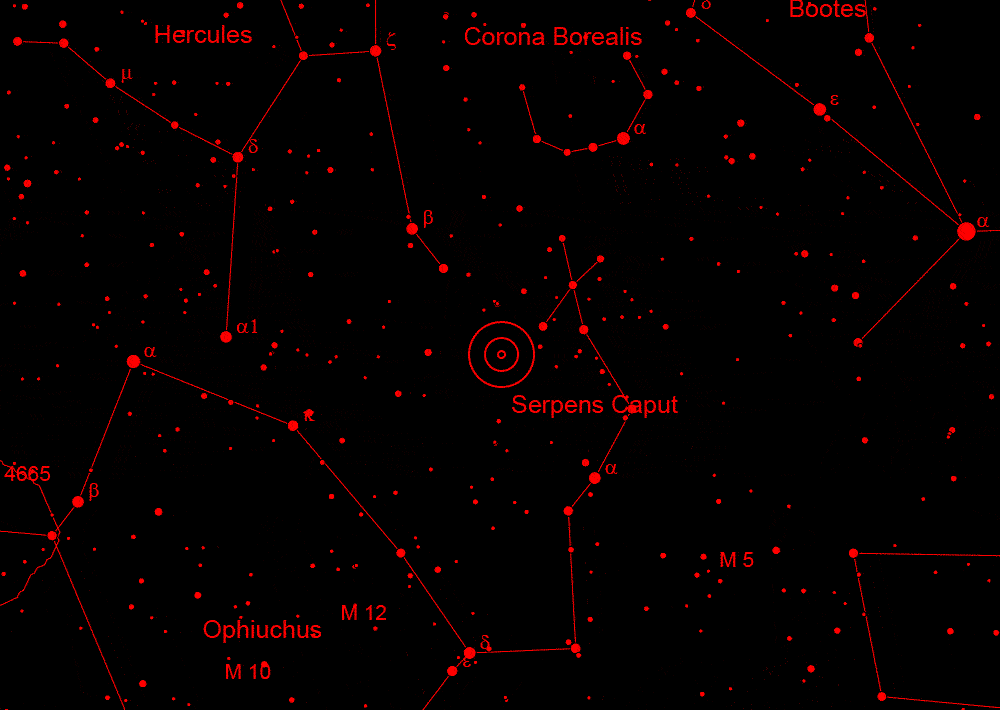 δ
Bootes
Hercules
Corona Borealis
ζ
μ
ε
α
δ
β
α
α1
α
Serpens Caput
κ
α
4665
β
M 5
M 12
Ophiuchus
δ
ε
M 10